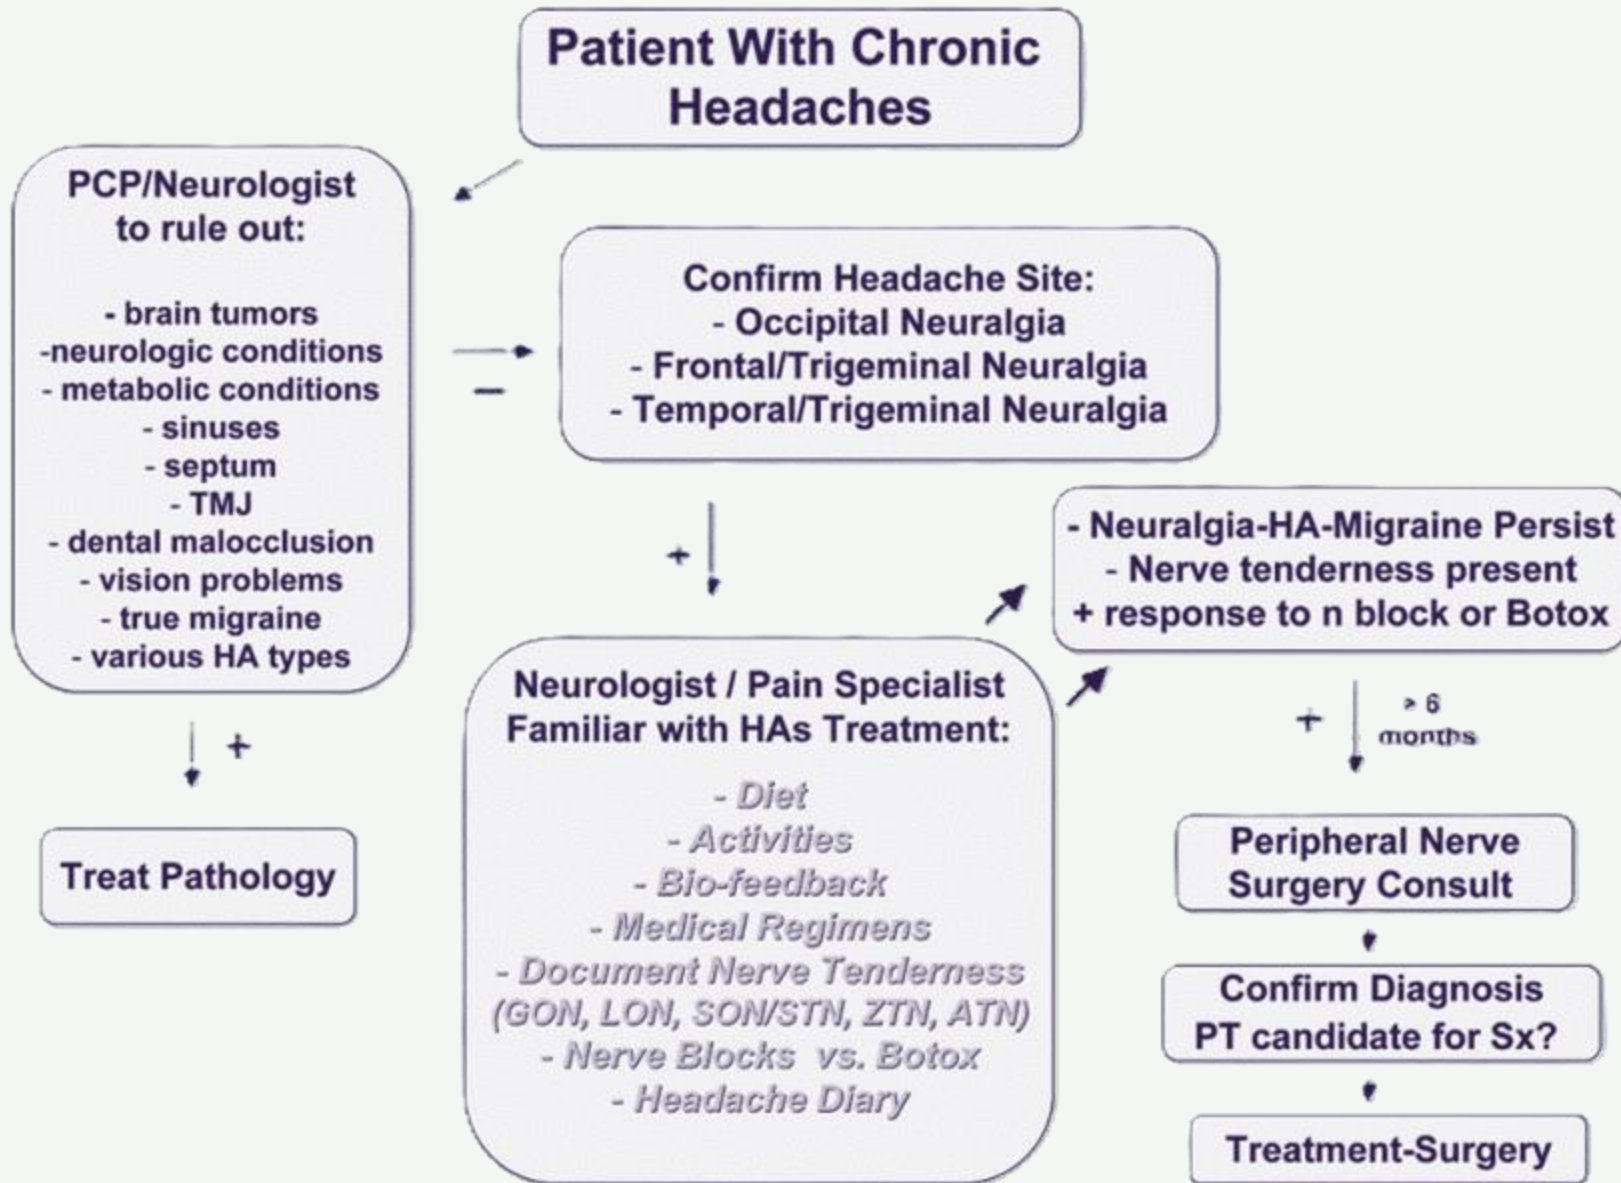 Patient With Chronic
Headaches
PCP/Neurologist
to rule out:
- brain tumors
-neurologic conditions
- metabolic conditions
- sinuses
- septum
- TMJ
- dental malocclusion
- vision problems
- true migraine
- various HA types
+
Treat Pathology
–
Confirm Headache Site:
- Occipital Neuralgia
- Frontal/Trigeminal Neuralgia
- Temporal/Trigeminal Neuralgia
+
Neurologist / Pain Specialist
Familiar with HAs Treatment:
- Diet
- Activities
- Bio-feedback
- Medical Regimens
- Document Nerve Tenderness
(GON, LON, SON/STN, ZTN, ATN)
- Nerve Blocks vs. Botox
- Headache Diary
- Neuralgia-HA-Migraine Persist
- Nerve tenderness present
+ response to n block or Botox
+
> 6
months
Peripheral Nerve
Surgery Consult
Confirm Diagnosis
PT candidate for Sx?
Treatment-Surgery